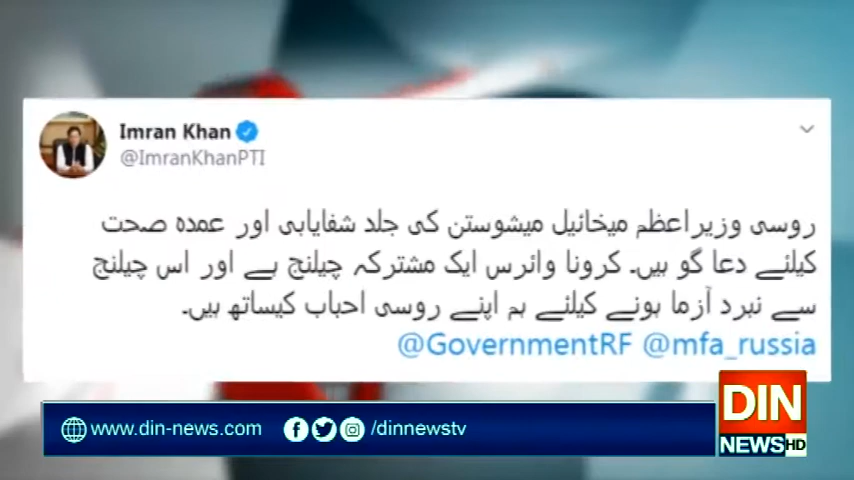 Imran Khan
@ImranKhanPTI
روسی وزیراعظم میخائیل میشوستن کی جلد شفایابی اور عمدہ صحت
کیلئے دعا گو ہیں۔ کرونا وائرس ایک مشترکہ چیلنج ہے اور اس چیلنج
سے نبرد آزما ہونے کیلئے ہم اپنے روسی احباب کیساتھ ہیں۔
@GovernmentRF @mfa_russia
www.din-news.com /dinnewstv
DIN
NEWS HD